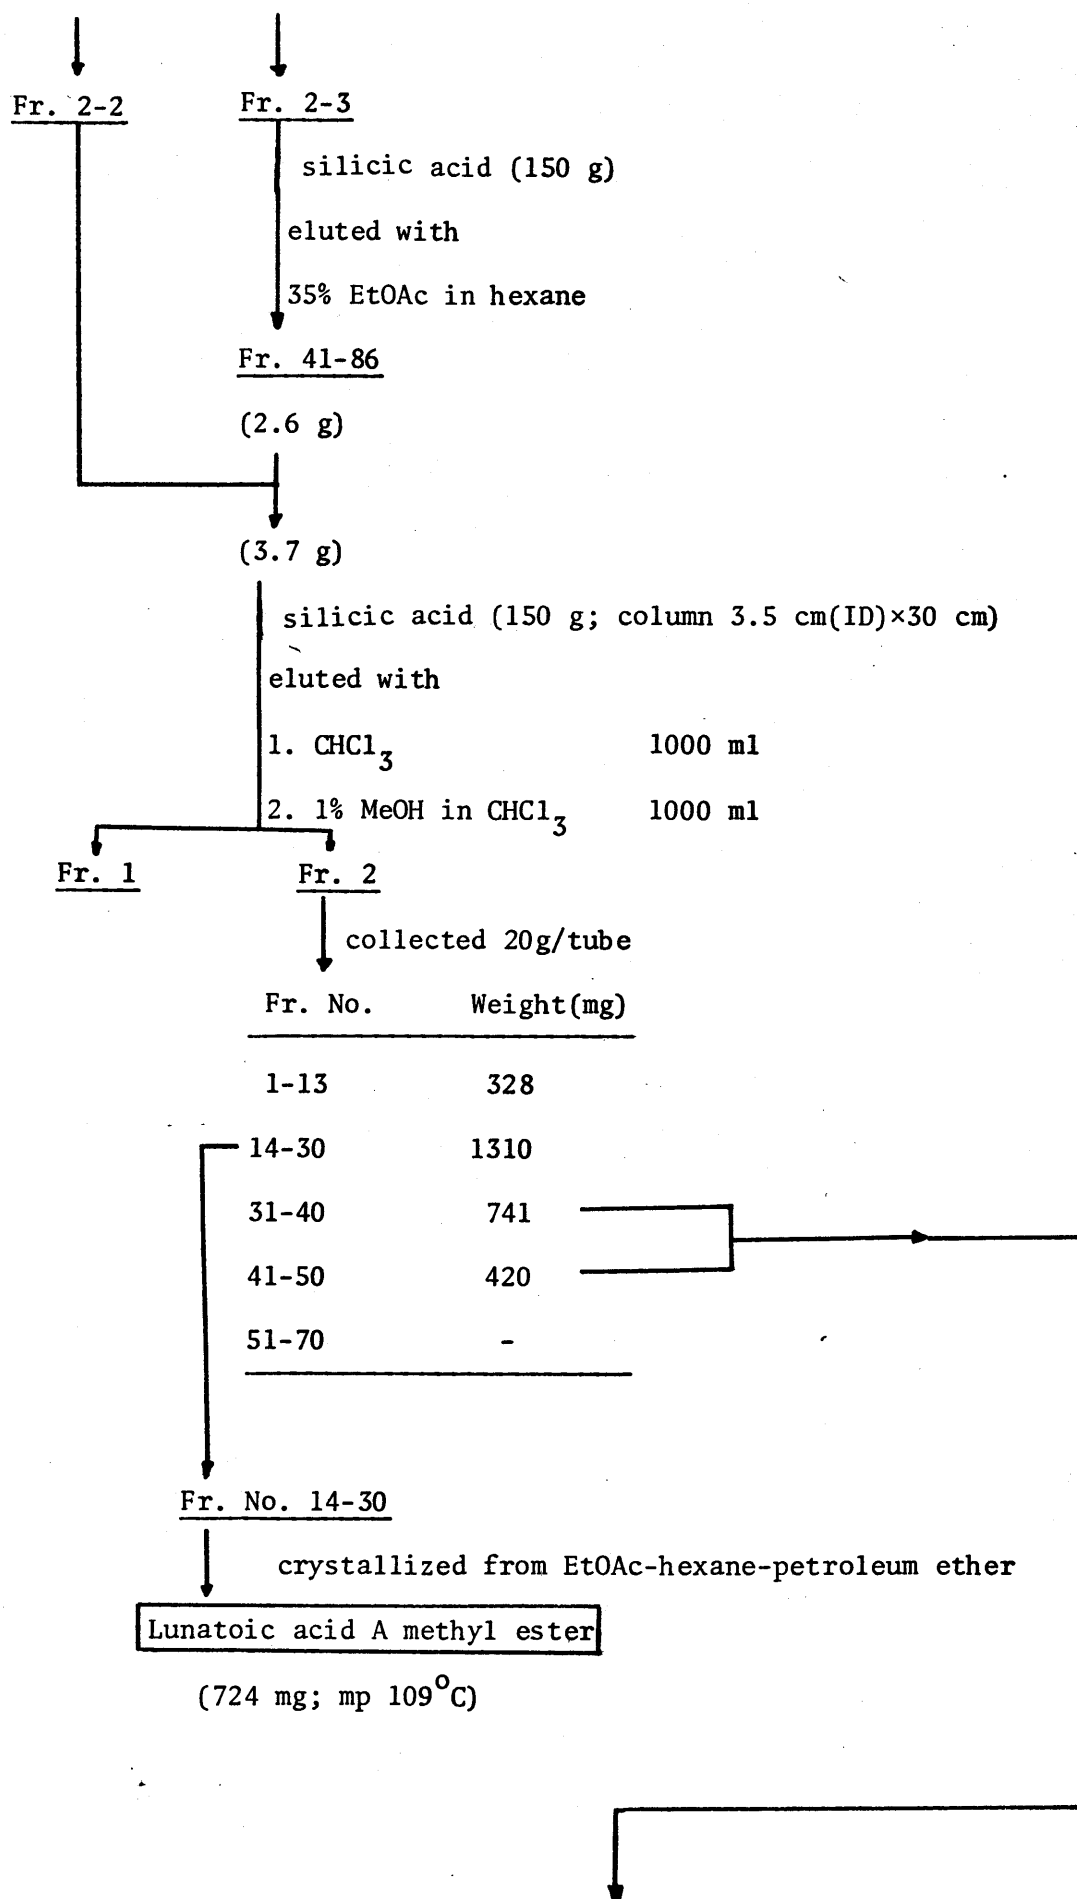 Fr. 2-2 Fr. 2-3
silicic acid (150 g)
eluted with
35% EtOAc in hexane
Fr. 41-86
(2.6 g)
(3.7 g)
silicic acid (150 g; column 3.5 cm(ID)×30 cm)
eluted with
1. CHCl3 1000 ml
2. 1% MeOH in CHCl3 1000 ml
Fr. 1 Fr. 2
collected 20g/tube
Fr. No. Weight(mg)
1-13 328
14-30 1310
31-40 741
41-50 420
51-70 -
Fr. No. 14-30
crystallized from EtOAc-hexane-petroleum ether
Lunatoic acid A methyl ester
(724 mg; mp 109°C)